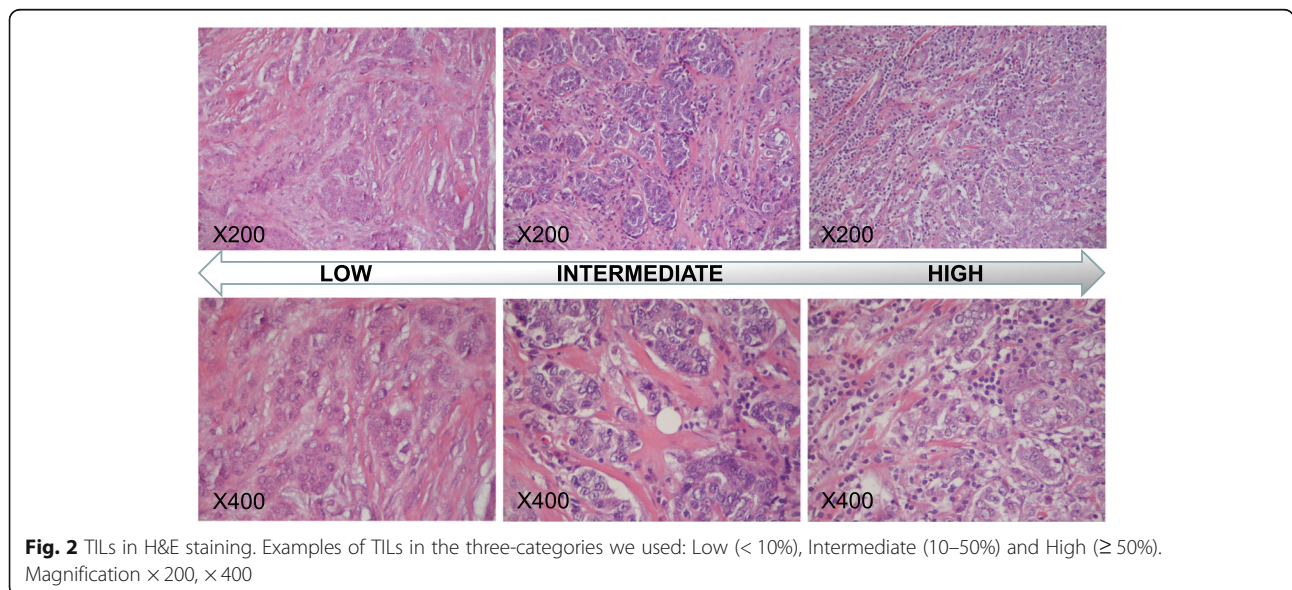 X200 X200 X200
LOW INTERMEDIATE HIGH
X400 X400 X400
Fig. 2 TILs in H&E staining. Examples of TILs in the three-categories we used: Low (< 10%), Intermediate (10–50%) and High (≥ 50%).
Magnification × 200, × 400